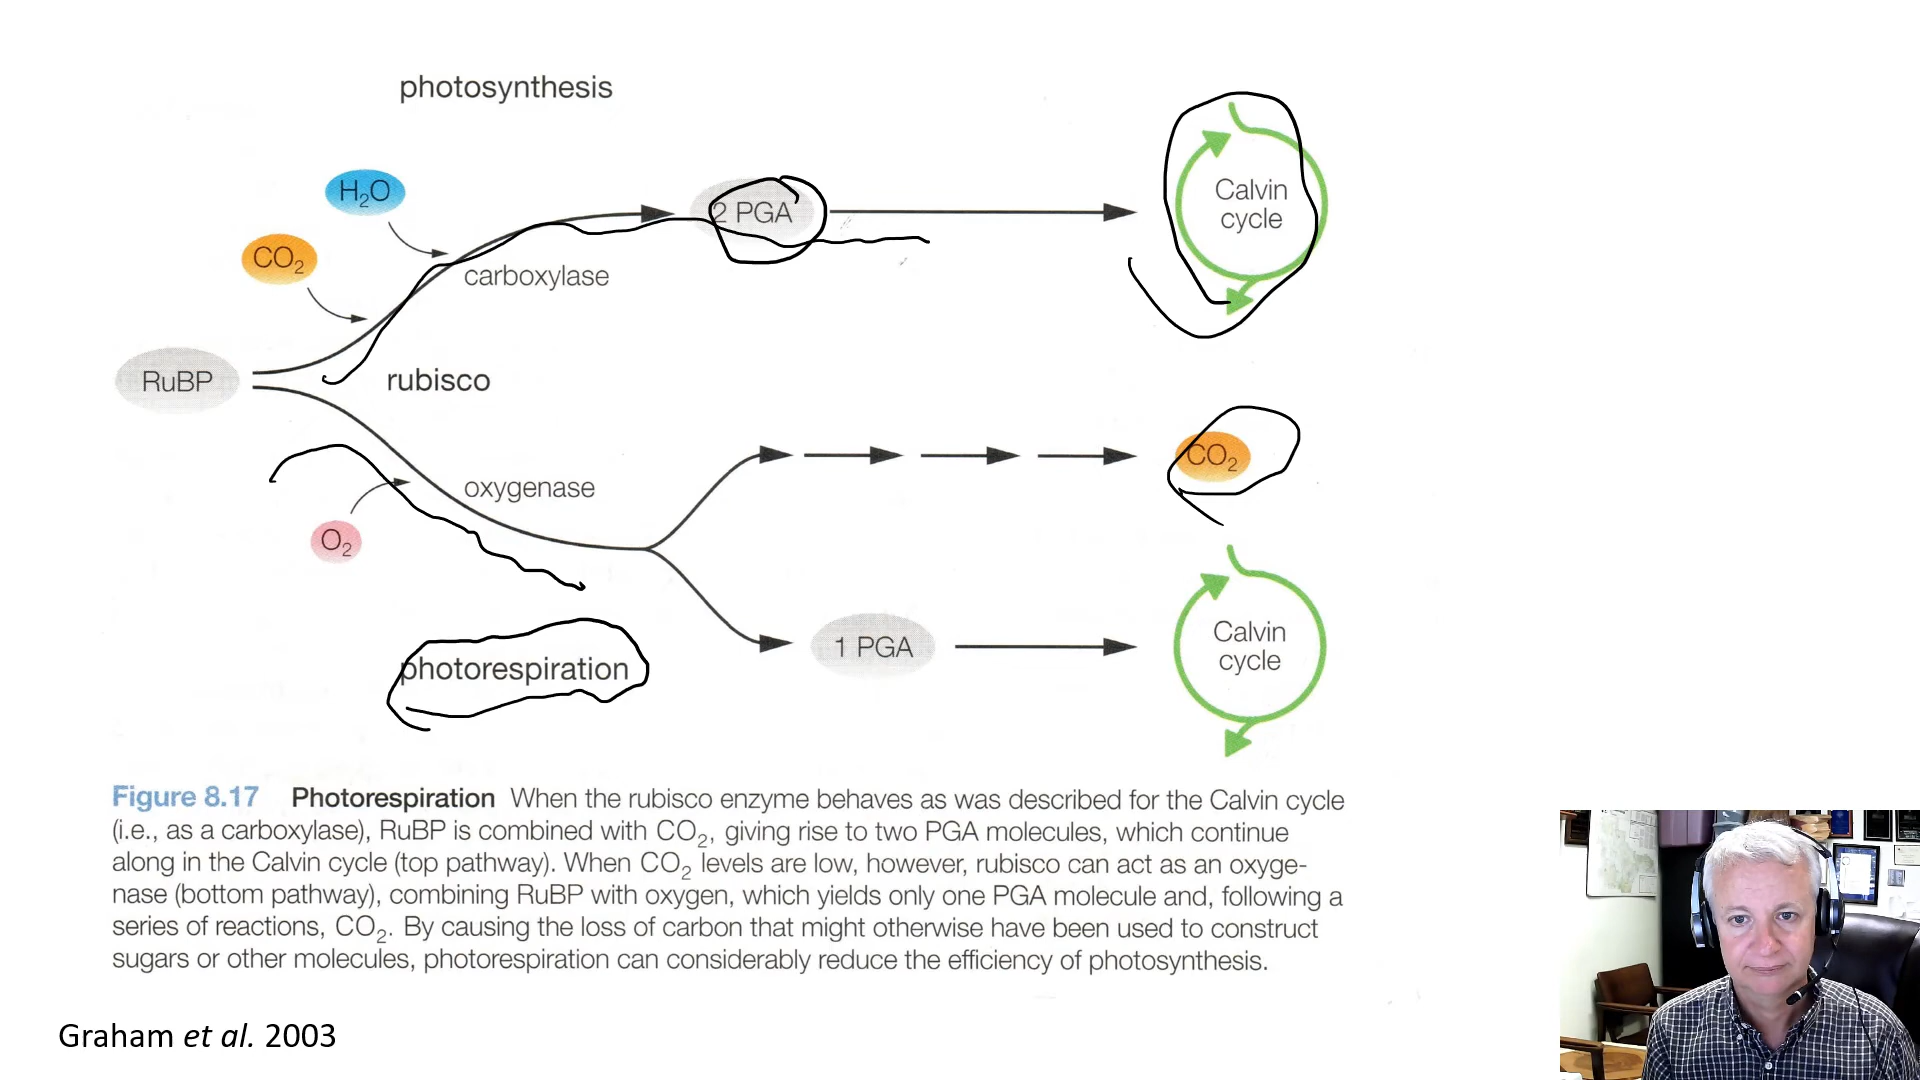 photosynthesis
H2O
CO2
2 PGA
Calvin
cycle
carboxylase
RuBP
rubisco
CO2
oxygenase
O2
photorespiration
1 PGA
Calvin
cycle
Figure 8.17 Photorespiration When the rubisco enzyme behaves as was described for the Calvin cycle
(i.e., as a carboxylase), RuBP is combined with CO2, giving rise to two PGA molecules, which continue
along in the Calvin cycle (top pathway). When CO2 levels are low, however, rubisco can act as an oxyge-
nase (bottom pathway), combining RuBP with oxygen, which yields only one PGA molecule and, following a
series of reactions, CO2. By causing the loss of carbon that might otherwise have been used to construct
sugars or other molecules, photorespiration can considerably reduce the efficiency of photosynthesis.
Graham et al. 2003